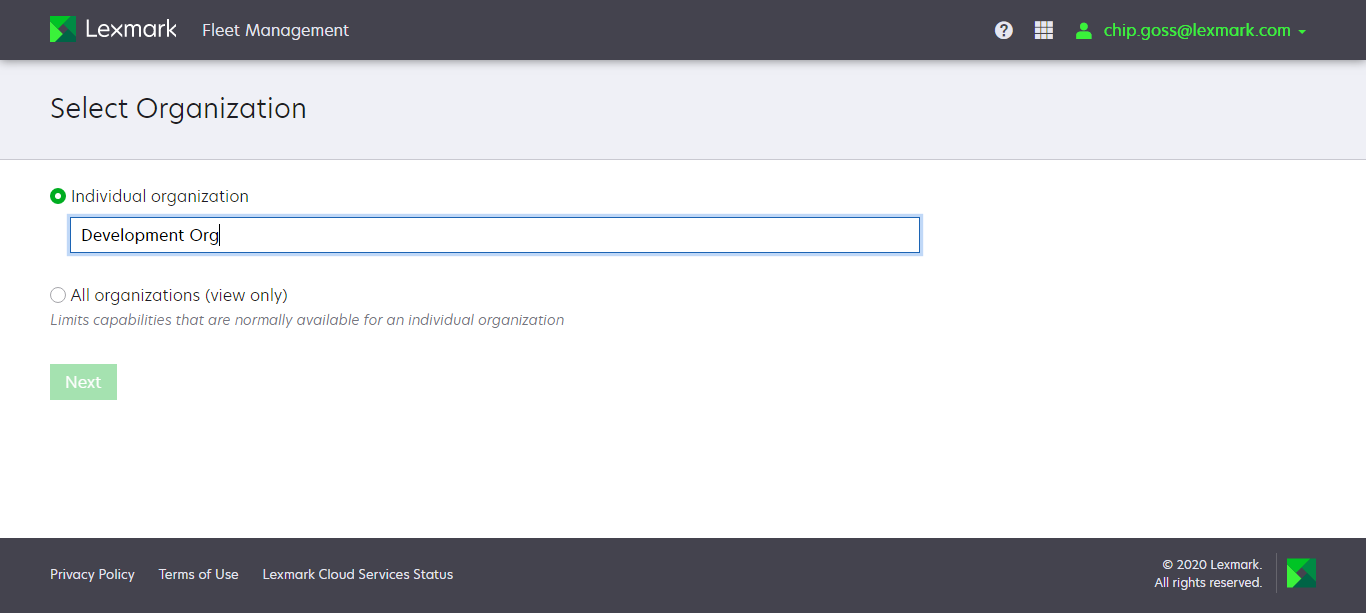 Lexmark Fleet Management chip.goss@lexmark.com
Select Organization
Individual organization
Development Org
All organizations (view only)
Limits capabilities that are normally available for an individual organization
Next
Privacy Policy Terms of Use Lexmark Cloud Services Status
© 2020 Lexmark.
All rights reserved.